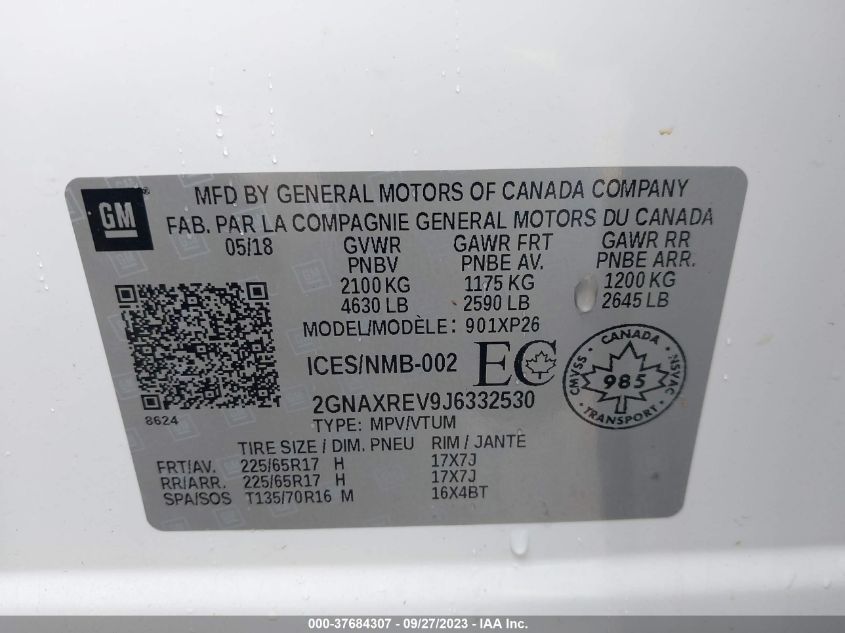 GM
MFD BY GENERAL MOTORS OF CANADA COMPANY
FAB. PAR LA COMPAGNIE GENERAL MOTORS DU CANADA
05/18 GVWR GAWR FRT GAWR RR
PNBV PNBE AV. PNBE ARR.
2100 KG 1175 KG 1200 KG
4630 LB 2590 LB 2645 LB
MODEL/MODÈLE: 901XP26
ICES/NMB-002 EC
CANADA
CMVSS 985 NSVAC
TRANSPORT
2GNAXREV9J6332530
8624
TYPE: MPV/VTUM
TIRE SIZE / DIM. PNEU RIM / JANTE
FRT/AV. 225/65R17 H 17X7J
RR/ARR. 225/65R17 H 17X7J
SPA/SOS T135/70R16 M 16X4BT
000-37684307 - 09/27/2023 - IAA Inc.